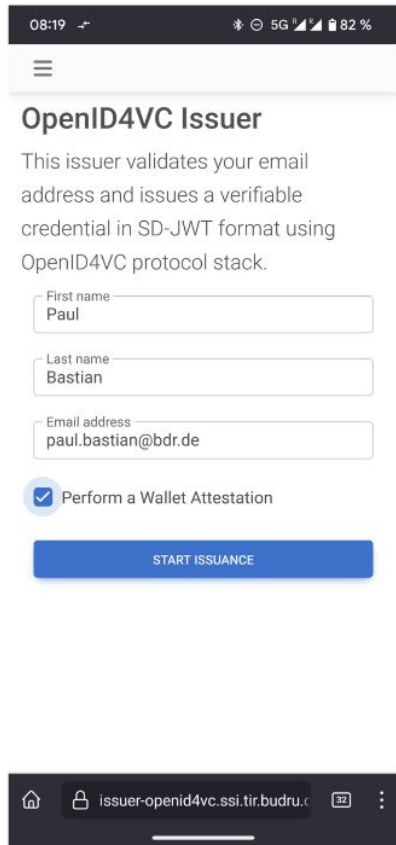 08:19 5G R R 82 %
OpenID4VC Issuer
This issuer validates your email
address and issues a verifiable
credential in SD-JWT format using
OpenID4VC protocol stack.
First name
Paul
Last name
Bastian
Email address
paul.bastian@bdr.de
Perform a Wallet Attestation
START ISSUANCE
issuer-openid4vc.ssi.tir.budru.c 32